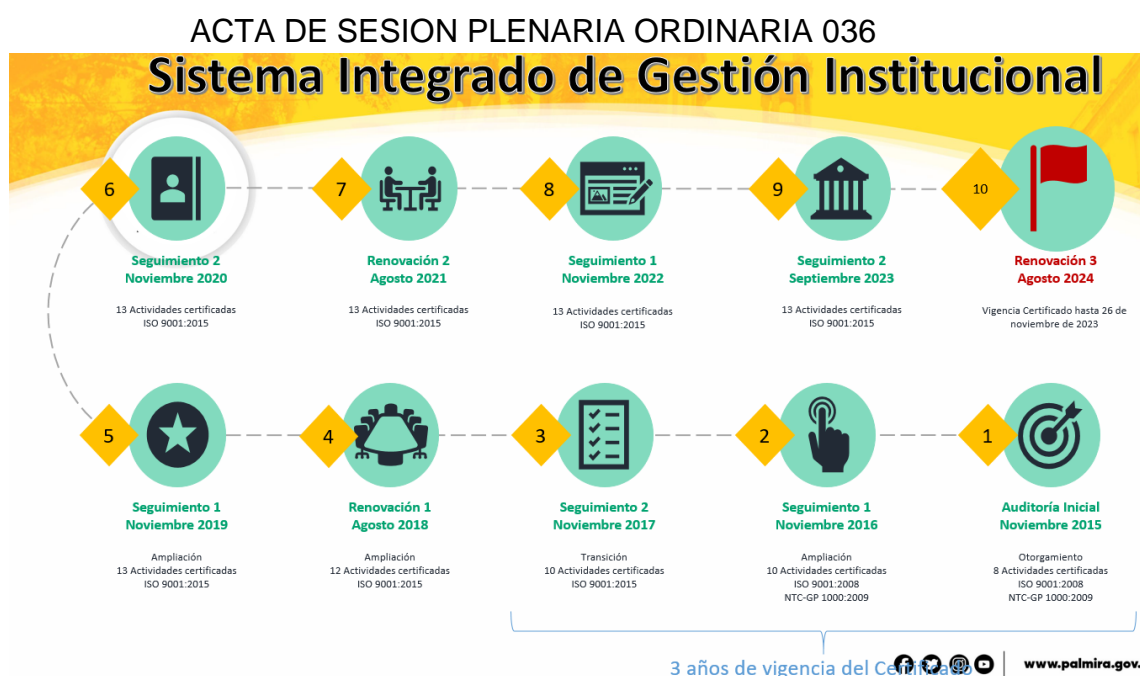 ACTA DE SESION PLENARIA ORDINARIA 036
Sistema Integrado de Gestión Institucional
6
7
8
9
10
Seguimiento 2
Noviembre 2020
13 Actividades certificadas
ISO 9001:2015
Renovación 2
Agosto 2021
13 Actividades certificadas
ISO 9001:2015
Seguimiento 1
Noviembre 2022
13 Actividades certificadas
ISO 9001:2015
Seguimiento 2
Septiembre 2023
13 Actividades certificadas
ISO 9001:2015
Renovación 3
Agosto 2024
Vigencia Certificado hasta 26 de
noviembre de 2023
5
4
3
2
1
Seguimiento 1
Noviembre 2019
Ampliación
13 Actividades certificadas
ISO 9001:2015
Renovación 1
Agosto 2018
Ampliación
12 Actividades certificadas
ISO 9001:2015
Seguimiento 2
Noviembre 2017
Transición
10 Actividades certificadas
ISO 9001:2015
Seguimiento 1
Noviembre 2016
Ampliación
10 Actividades certificadas
ISO 9001:2008
NTC-GP 1000:2009
Auditoría Inicial
Noviembre 2015
Otorgamiento
8 Actividades certificadas
ISO 9001:2008
NTC-GP 1000:2009
3 años de vigencia del Certificado
www.palmira.gov.